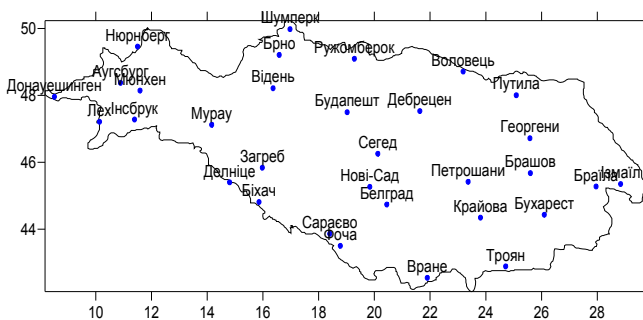 50
48
46
44
Шумперк
Нюрнберг
Брно
Ружомберок
Воловець
Аугсбург
Мюнхен
Донауешинген
Відень
Путила
Лех
Інсбрук
Мурау
Будапешт
Дебрецен
Георгени
Сегед
Загреб
Делніце
Нові-Сад
Петрошани
Брашов
Браїла
Ізмаїл
Біхач
Белград
Крайова
Бухарест
Сараєво
Фоча
Вране
Троян
10 12 14 16 18 20 22 24 26 28